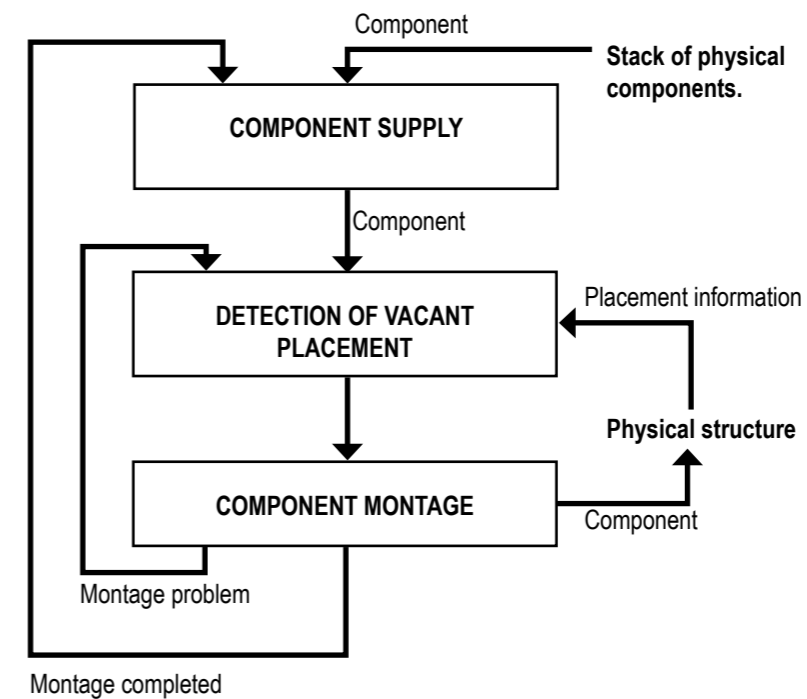 Component
Stack of physical
components.
COMPONENT SUPPLY
Component
Placement information
DETECTION OF VACANT
PLACEMENT
Physical structure
COMPONENT MONTAGE
Component
Montage problem
Montage completed